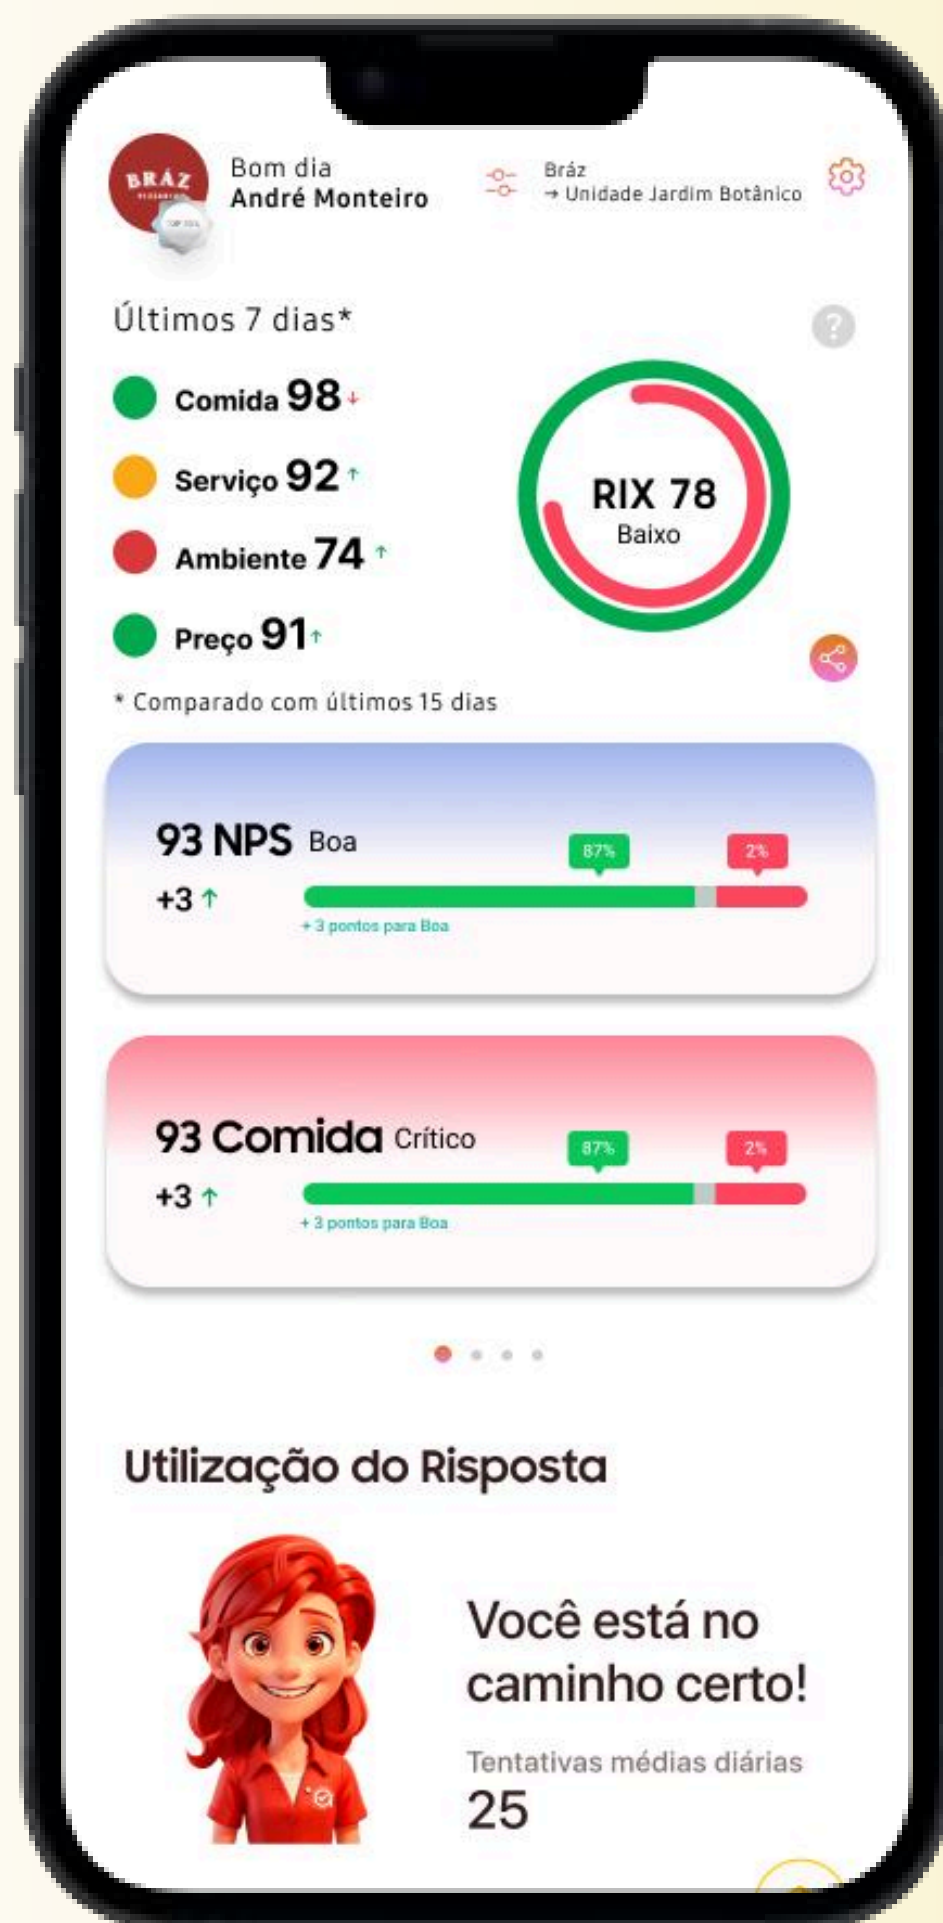 BRÁZ
Bom dia
André Monteiro
Bráz
→ Unidade Jardim Botânico
Últimos 7 dias*
?
Comida 98 ↓
Serviço 92 ↑
Ambiente 74 ↑
Preço 91 ↑
RIX 78
Baixo
* Comparado com últimos 15 dias
93 NPS Boa
87%
2%
+3 ↑
+ 3 pontos para Boa
93 Comida Crítico
87%
2%
+3 ↑
+ 3 pontos para Boa
Utilização do Risposta
Você está no
caminho certo!
Tentativas médias diárias
25